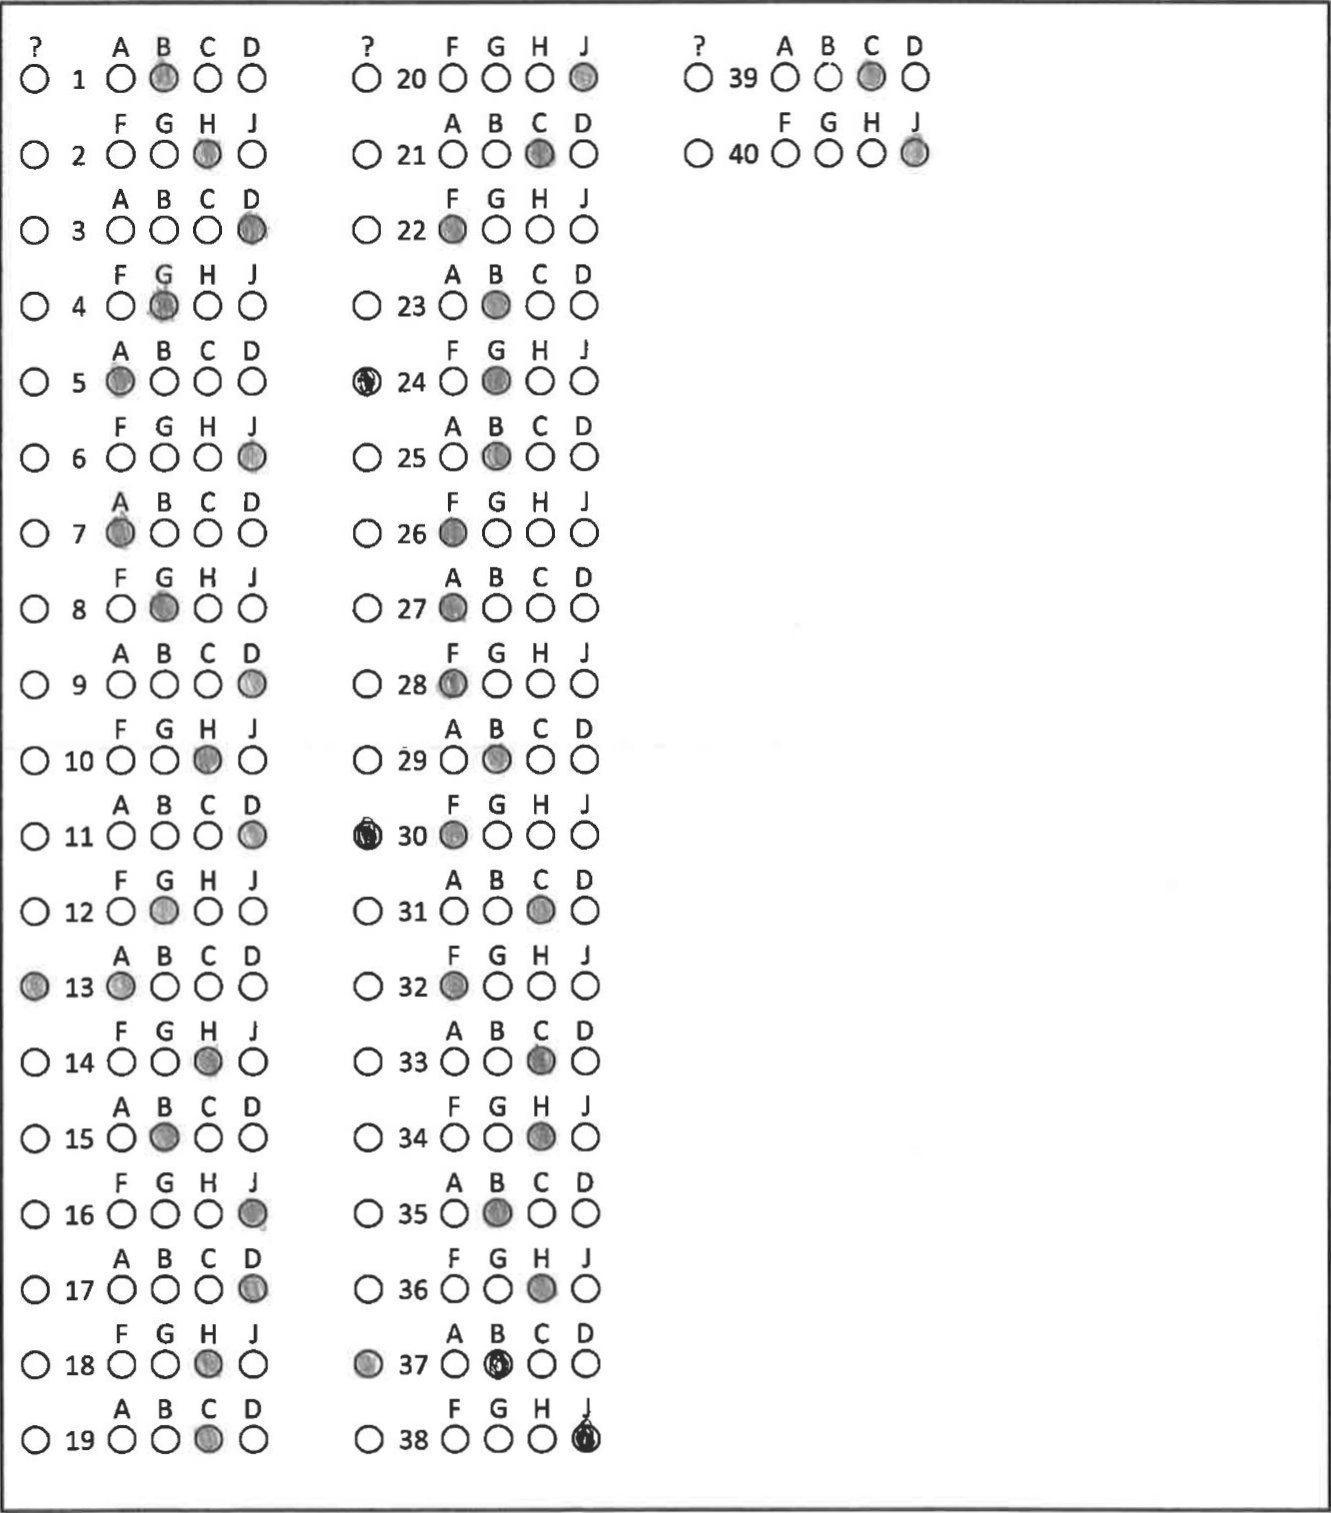 ? A B C D
1
F G H J
2
A B C D
3
F G H J
4
A B C D
5
F G H J
6
A B C D
7
F G H J
8
A B C D
9
F G H J
10
A B C D
11
F G H J
12
A B C D
13
F G H J
14
A B C D
15
F G H J
16
A B C D
17
F G H J
18
A B C D
19
? F G H J
20
A B C D
21
F G H J
22
A B C D
23
F G H J
24
A B C D
25
F G H J
26
A B C D
27
F G H J
28
A B C D
29
F G H J
30
A B C D
31
F G H J
32
A B C D
33
F G H J
34
A B C D
35
F G H J
36
A B C D
37
F G H J
38
? A B C D
39
F G H J
40